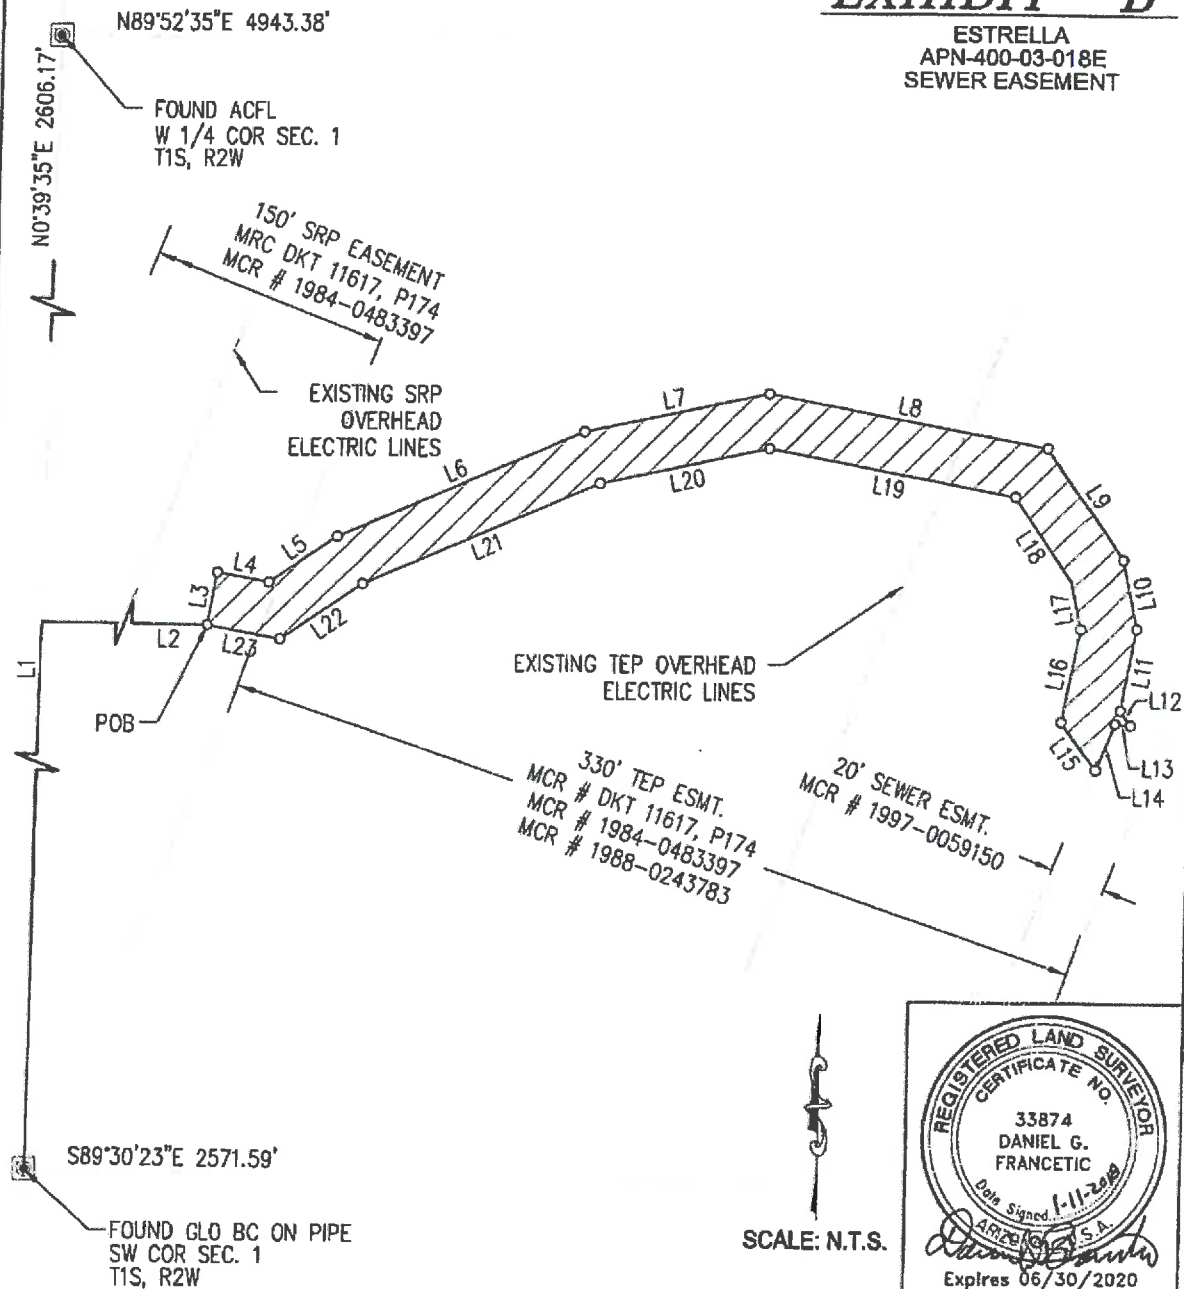 EXHIBIT "B"
ESTRELLA
APN-400-03-018E
SEWER EASEMENT
N89°52'35"E 4943.38'
N0°39'35"E 2606.17'
FOUND ACFL
W 1/4 COR SEC. 1
T1S, R2W
150' SRP EASEMENT
MRC DKT 11617, P174
MCR # 1984-0483397
EXISTING SRP
OVERHEAD
ELECTRIC LINES
L1
L2
L3
L4
L5
L6
L7
L8
L9
L10
L11
L12
L13
L14
L15
L16
L17
L18
L19
L20
L21
L22
L23
POB
EXISTING TEP OVERHEAD
ELECTRIC LINES
330' TEP ESMT.
MCR # DKT 11617, P174
MCR # 1984-0483397
MCR # 1988-0243783
20' SEWER ESMT.
MCR # 1997-0059150
S89°30'23"E 2571.59'
FOUND GLO BC ON PIPE
SW COR SEC. 1
T1S, R2W
SCALE: N.T.S.
REGISTERED LAND SURVEYOR
CERTIFICATE NO.
33874
DANIEL G.
FRANCETIC
Date Signed 1-11-2018
ARIZONA U.S.A.
Expires 06/30/2020